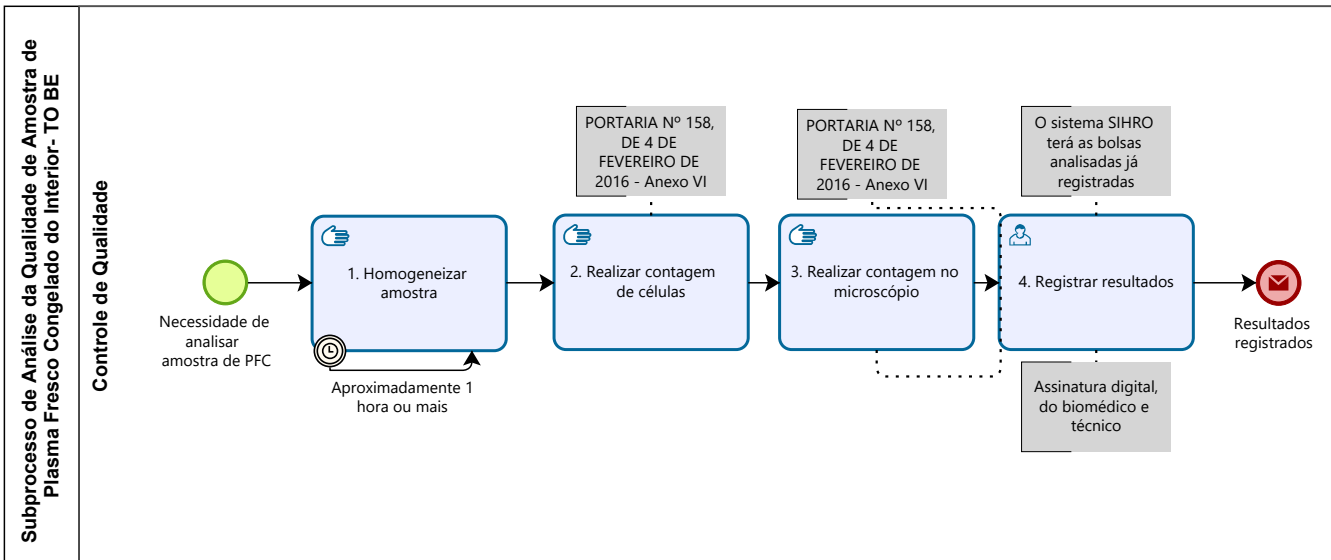 Subprocesso de Análise da Qualidade de Amostra de
Plasma Fresco Congelado do Interior- TO BE
Controle de Qualidade
Necessidade de
analisar
amostra de PFC
1. Homogeneizar
amostra
Aproximadamente 1
hora ou mais
PORTARIA Nº 158,
DE 4 DE
FEVEREIRO DE
2016 - Anexo VI
2. Realizar contagem
de células
PORTARIA Nº 158,
DE 4 DE
FEVEREIRO DE
2016 - Anexo VI
3. Realizar contagem no
microscópio
O sistema SIHRO
terá as bolsas
analisadas já
registradas
4. Registrar resultados
Assinatura digital,
do biomédico e
técnico
Resultados
registrados